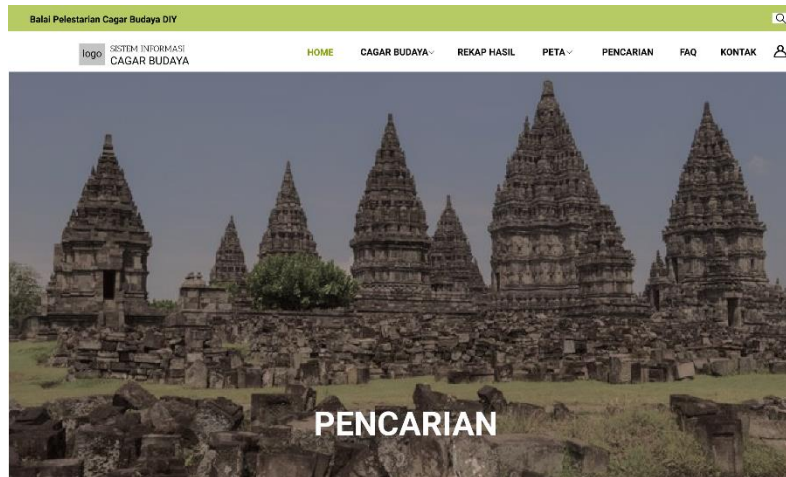 Balai Pelestarian Cagar Budaya DIY
logo
SISTEM INFORMASI
CAGAR BUDAYA
HOME CAGAR BUDAYA REKAP HASIL PETA PENCARIAN FAQ KONTAK
PENCARIAN